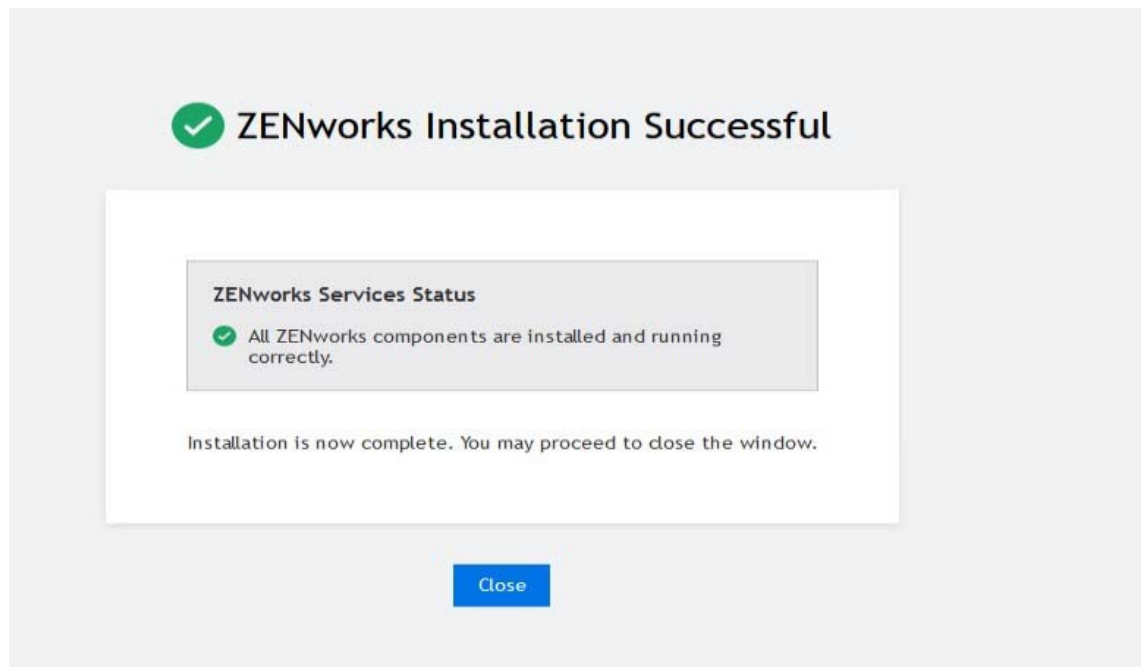 ZENworks Installation Successful
ZENworks Services Status
All ZENworks components are installed and running
correctly.
Installation is now complete. You may proceed to close the window.
Close